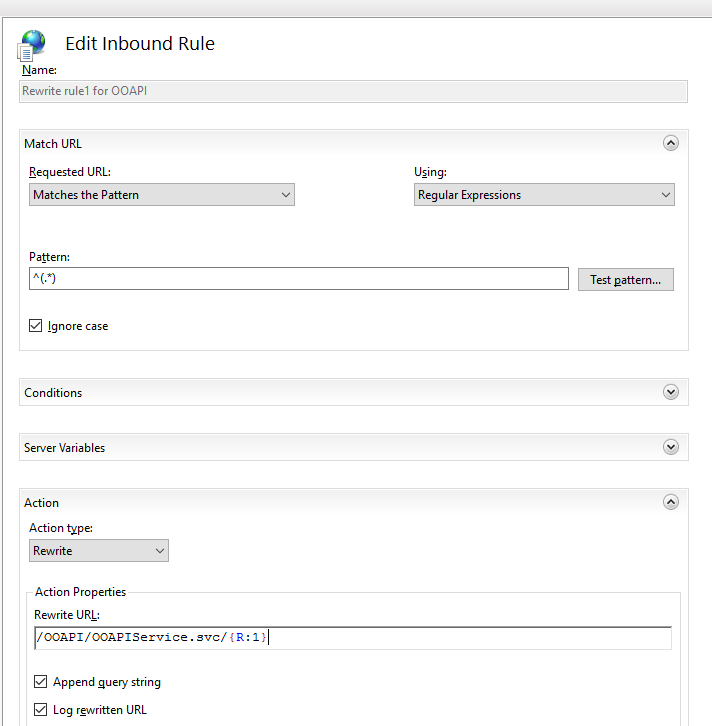 Edit Inbound Rule
Name:
Rewrite rule1 for OOAPI
Match URL
Requested URL: Using:
Matches the Pattern Regular Expressions
Pattern:
^(.*) Test pattern...
Ignore case
Conditions
Server Variables
Action
Action type:
Rewrite
Action Properties
Rewrite URL:
/OOAPI/OOAPIService.svc/{R:1}
Append query string
Log rewritten URL